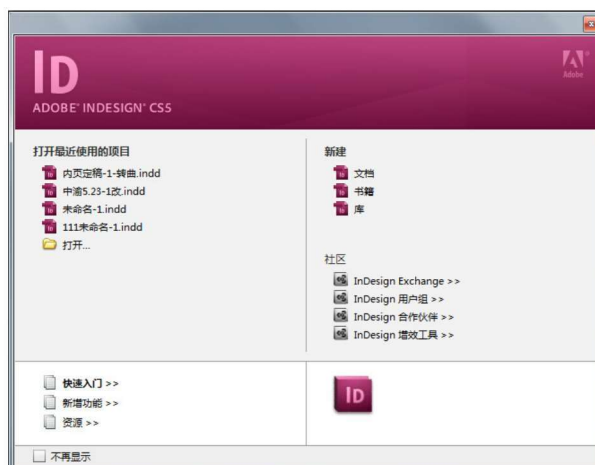 ID
Adobe
ADOBE® INDESIGN® CS5
打开最近使用的项目
内页定稿-1-转曲.indd
中渝5.23-1改.indd
未命名-1.indd
111未命名-1.indd
打开...
新建
文档
书籍
库
社区
InDesign Exchange >>
InDesign 用户组 >>
InDesign 合作伙伴 >>
InDesign 增效工具 >>
快速入门 >>
新增功能 >>
资源 >>
ID
不再显示